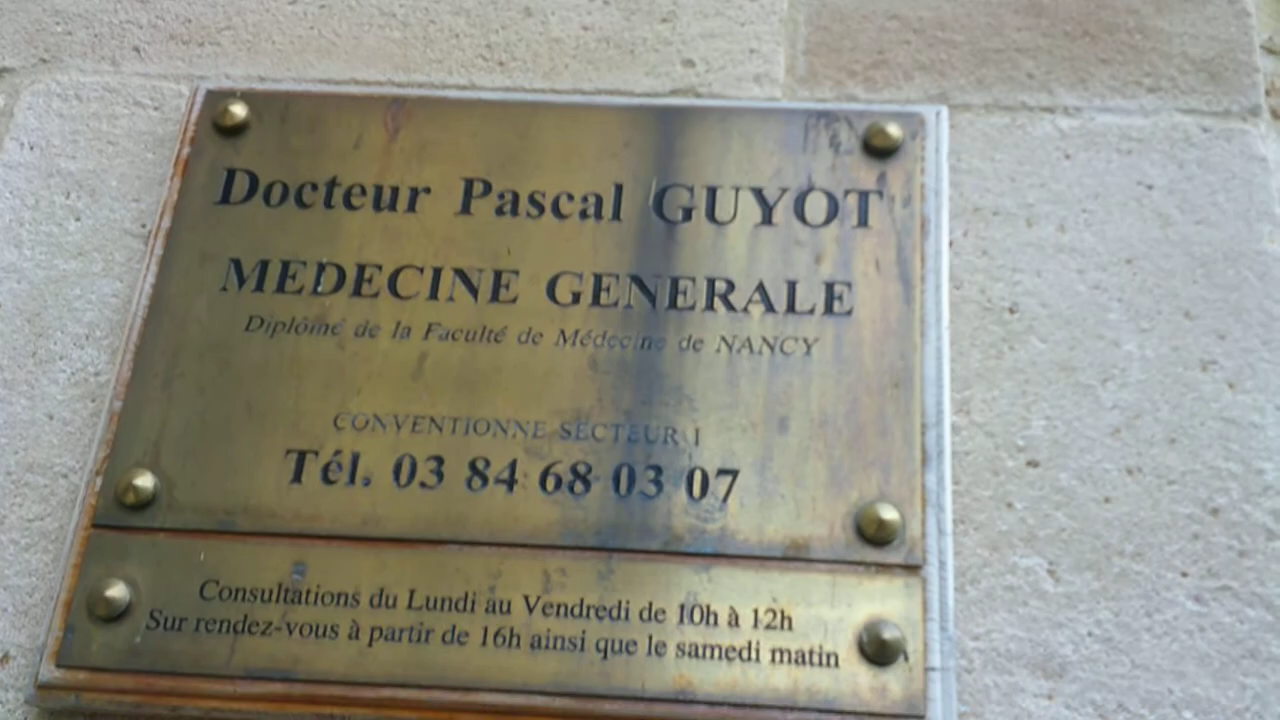 Docteur Pascal GUYOT
MEDECINE GENERALE
Diplômé de la Faculté de Médecine de NANCY
CONVENTIONNE SECTEUR I
Tél. 03 84 68 03 07
Consultations du Lundi au Vendredi de 10h à 12h
Sur rendez-vous à partir de 16h ainsi que le samedi matin